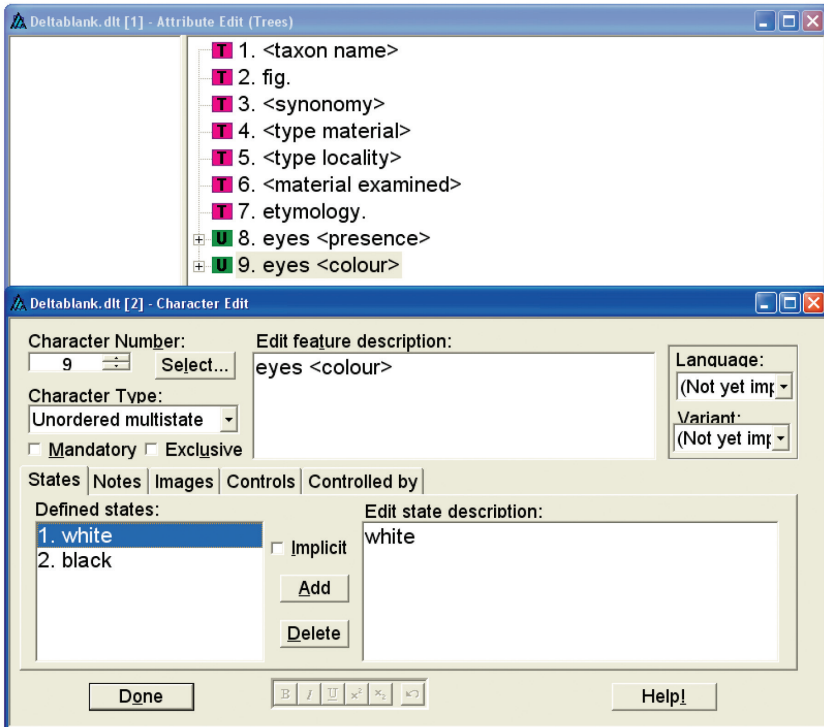 Deltablank.dlt [1] - Attribute Edit (Trees)
T 1. <taxon name>
T 2. fig.
T 3. <synonomy>
T 4. <type material>
T 5. <type locality>
T 6. <material examined>
T 7. etymology.
U 8. eyes <presence>
U 9. eyes <colour>
Deltablank.dlt [2] - Character Edit
Character Number:
9
Select...
Character Type:
Unordered multistate
Mandatory Exclusive
Edit feature description:
eyes <colour>
Language:
(Not yet imp
Variant:
(Not yet imp
States Notes Images Controls Controlled by
Defined states:
1. white
2. black
Implicit
Add
Delete
Edit state description:
white
Done
B I U x² x₂
Help!